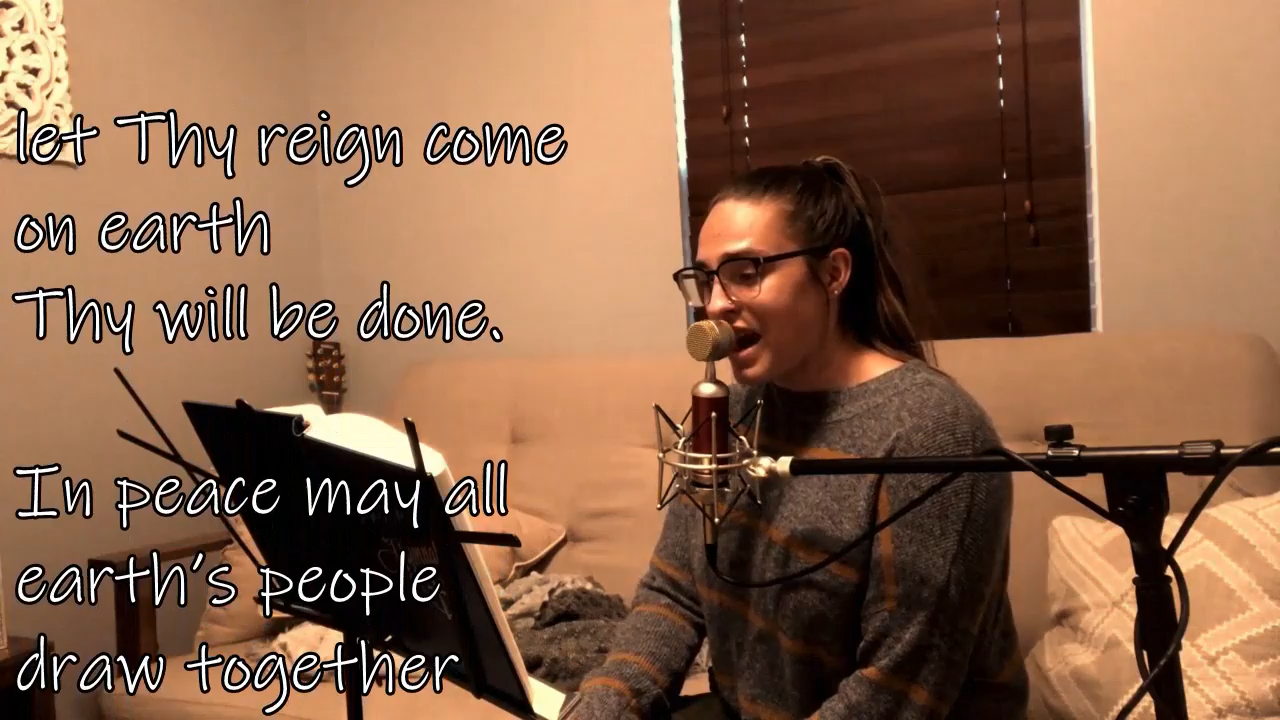 let Thy reign come
on earth
Thy will be done.
In peace may all
earth's people
draw together